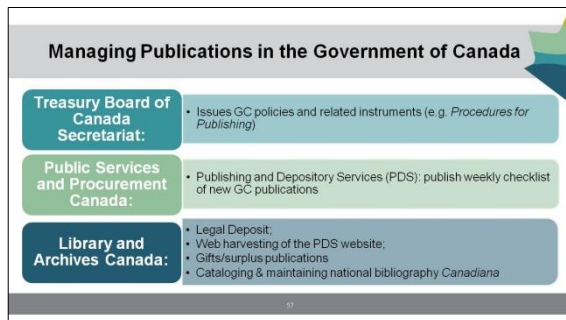 Managing Publications in the Government of Canada
Treasury Board of
Canada
Secretariat:
• Issues GC policies and related instruments (e.g. Procedures for
Publishing)
Public Services
and Procurement
Canada:
• Publishing and Depository Services (PDS): publish weekly checklist
of new GC publications
Library and
Archives Canada:
• Legal Deposit;
• Web harvesting of the PDS website;
• Gifts/surplus publications
• Cataloging & maintaining national bibliography Canadiana
57